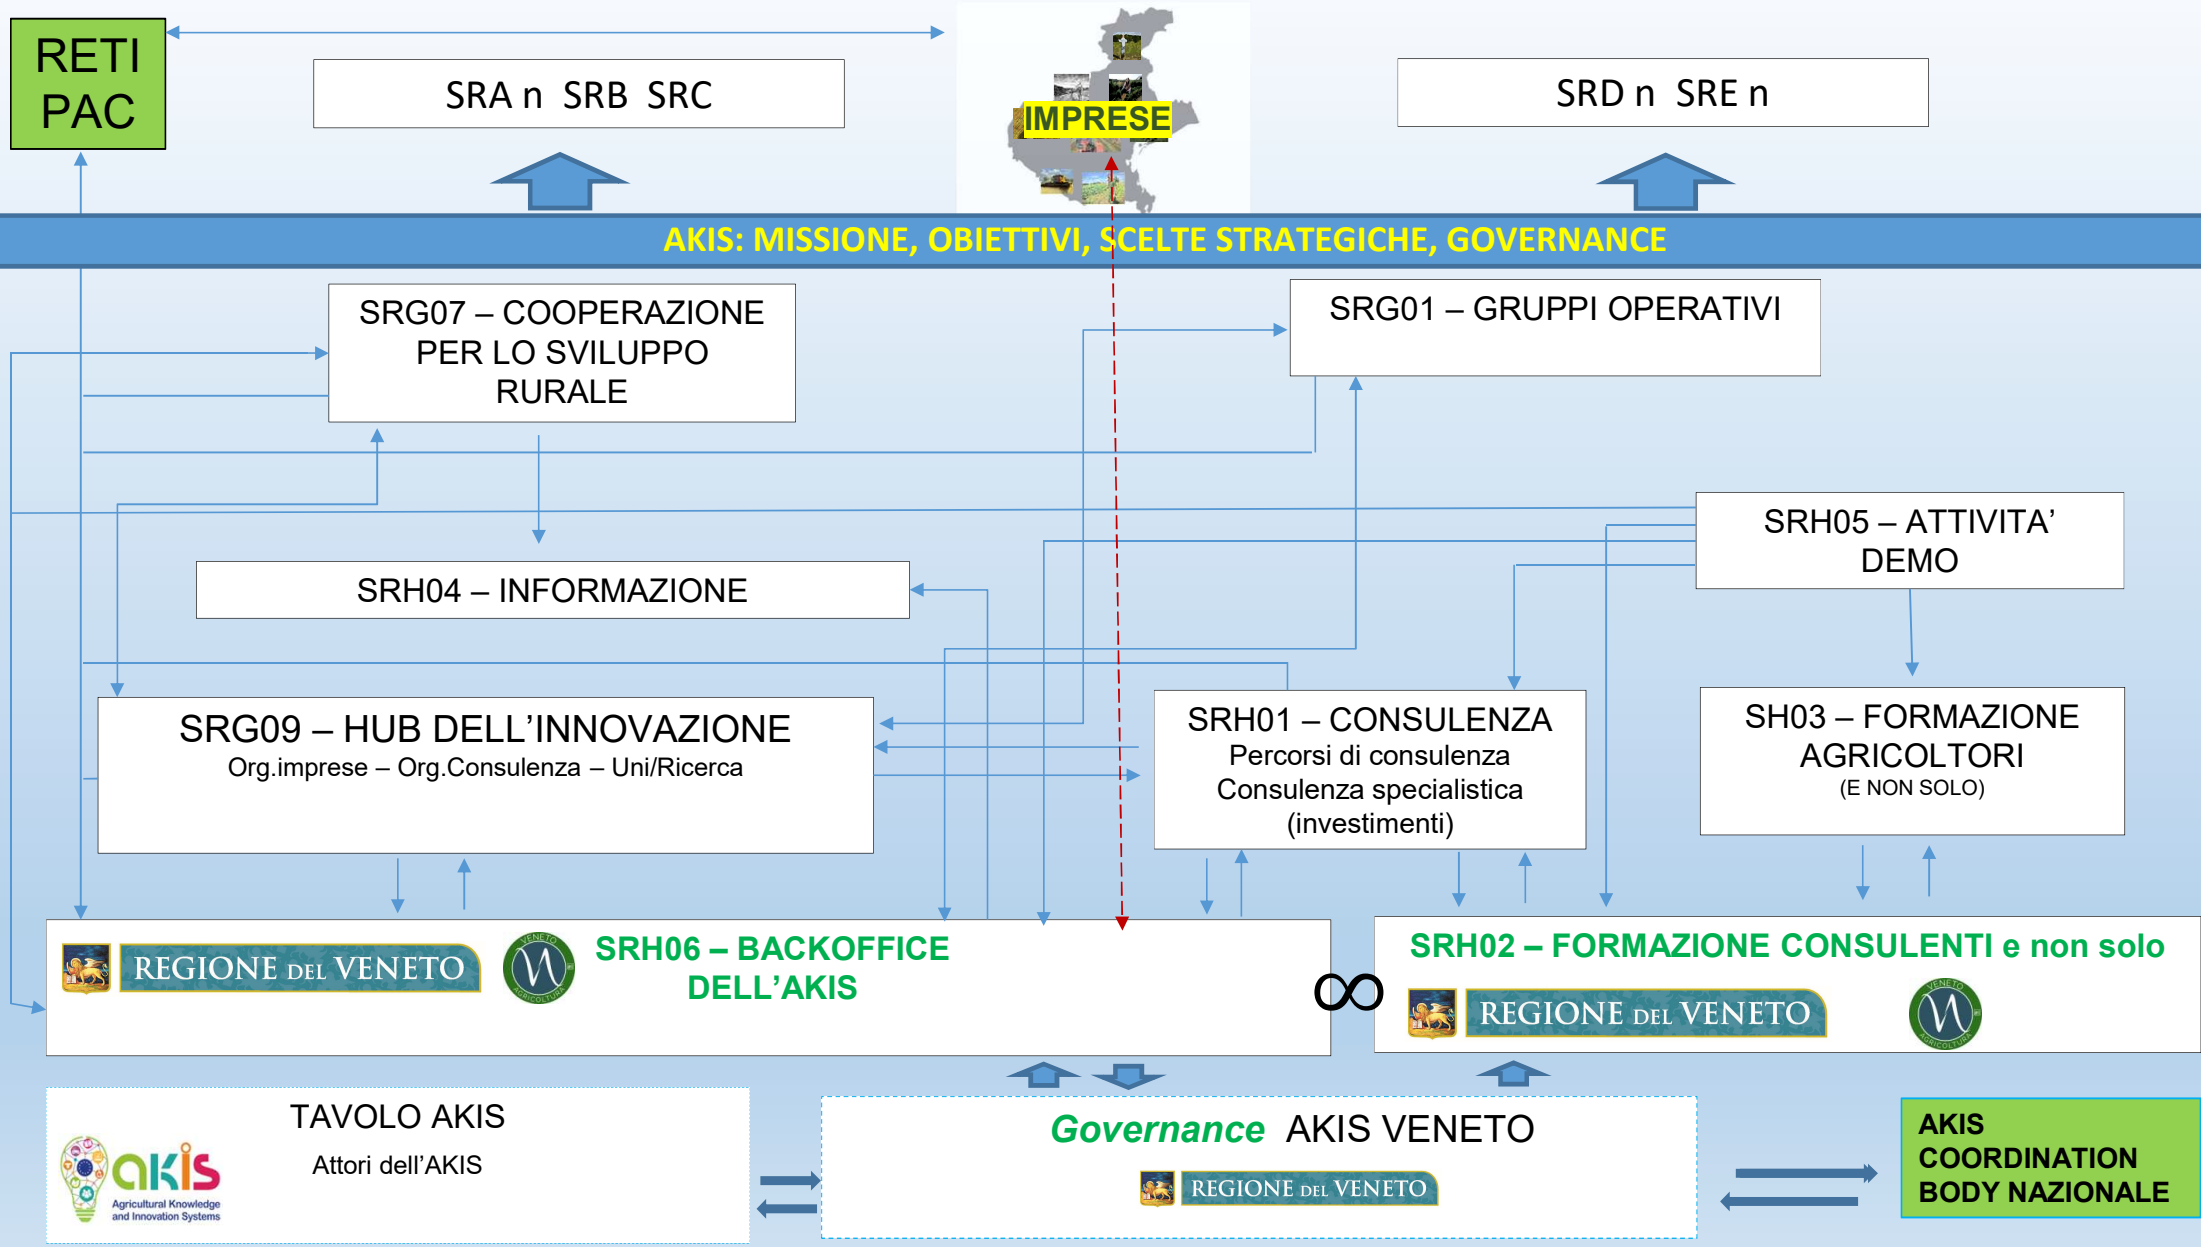 RETI
PAC
SRA n SRB SRC
IMPRESE
SRD n SRE n
AKIS: MISSIONE, OBIETTIVI, SCELTE STRATEGICHE, GOVERNANCE
SRG07 – COOPERAZIONE
PER LO SVILUPPO
RURALE
SRG01 – GRUPPI OPERATIVI
SRH05 – ATTIVITA’
DEMO
SRH04 – INFORMAZIONE
SRG09 – HUB DELL’INNOVAZIONE
Org.imprese – Org.Consulenza – Uni/Ricerca
SRH01 – CONSULENZA
Percorsi di consulenza
Consulenza specialistica
(investimenti)
SH03 – FORMAZIONE
AGRICOLTORI
(E NON SOLO)
REGIONE DEL VENETO
VENETO
AGRICOLTURA
SRH06 – BACKOFFICE
DELL’AKIS
∞
SRH02 – FORMAZIONE CONSULENTI e non solo
REGIONE DEL VENETO
VENETO
AGRICOLTURA
TAVOLO AKIS
Attori dell’AKIS
akis
Agricultural Knowledge
and Innovation Systems
Governance AKIS VENETO
REGIONE DEL VENETO
AKIS
COORDINATION
BODY NAZIONALE